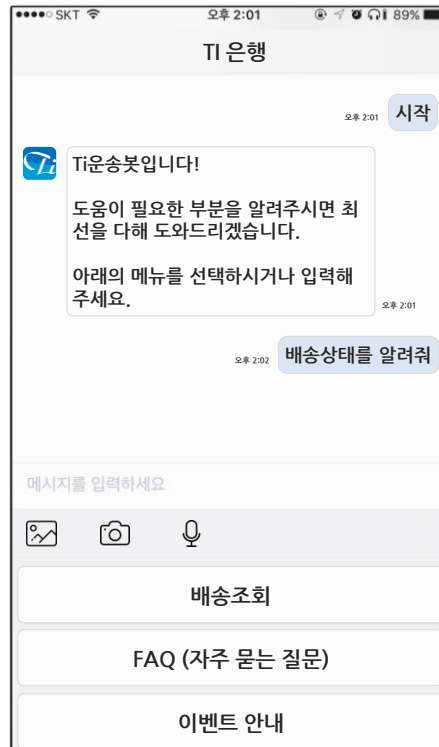 SKT 오후 2:01 89%
TI 은행
오후 2:01 시작
Ti
Ti운송봇입니다!
도움이 필요한 부분을 알려주시면 최
선을 다해 도와드리겠습니다.
아래의 메뉴를 선택하시거나 입력해
주세요.
오후 2:01
오후 2:02 배송상태를 알려줘
메시지를 입력하세요
배송조회
FAQ (자주 묻는 질문)
이벤트 안내